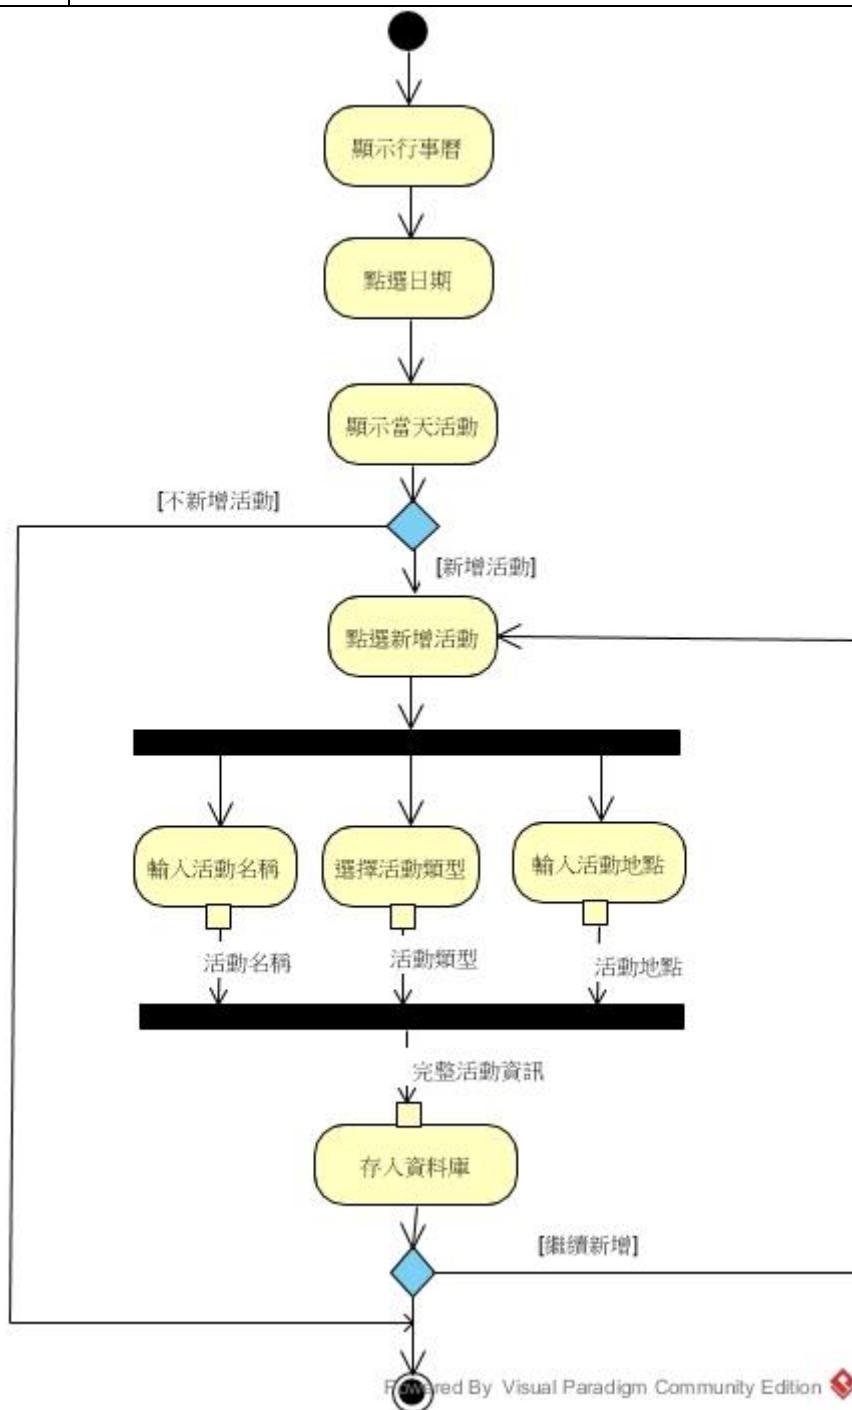 顯示行事曆
點選日期
顯示當天活動
[不新增活動]
[新增活動]
點選新增活動
輸入活動名稱
選擇活動類型
輸入活動地點
活動名稱
活動類型
活動地點
完整活動資訊
存入資料庫
[繼續新增]
Powered By Visual Paradigm Community Edition